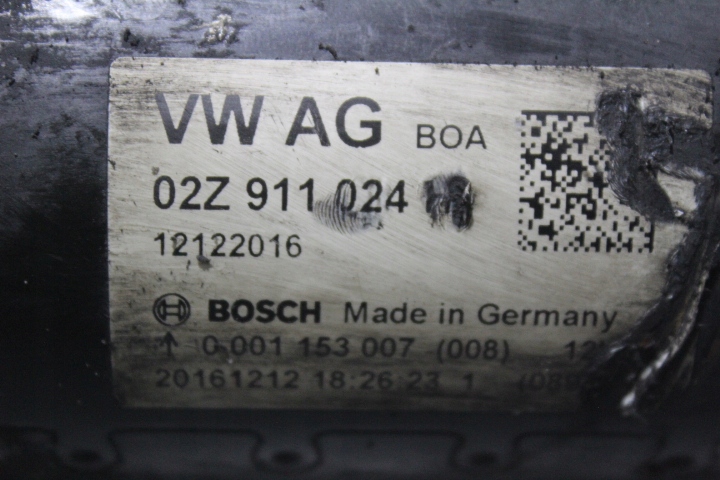 VW AG BOA
02Z 911 024
12122016
BOSCH Made in Germany
↑ 0 001 153 007 (008)
20161212 18:26:23 1